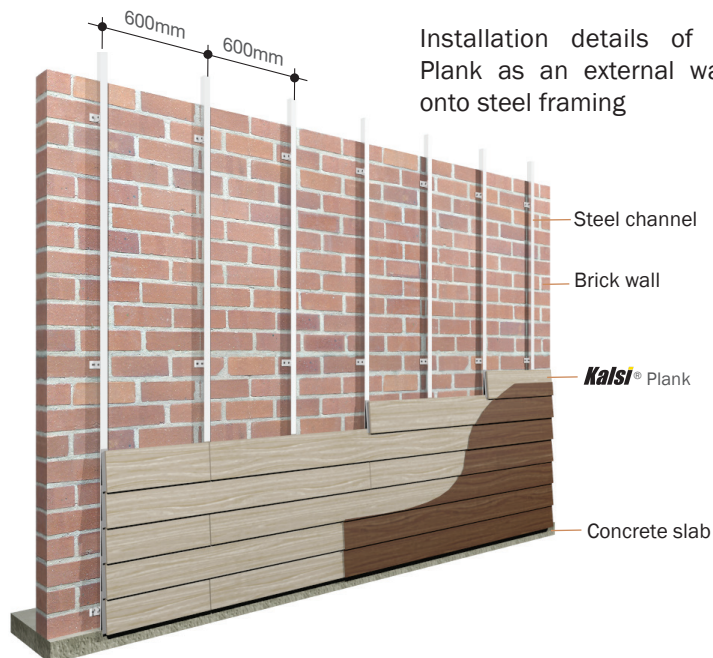 600mm
600mm
Installation details of
Plank as an external
onto steel framing
Steel channel
Brick wall
Kalsi® Plank
Concrete slab